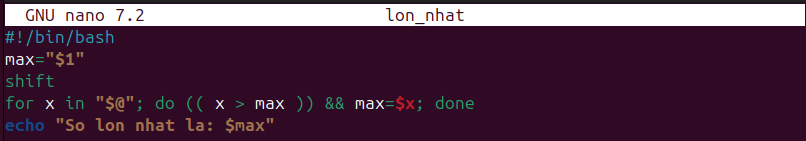 GNU nano 7.2 lon_nhat
#!/bin/bash
max="$1"
shift
for x in "$@"; do (( x > max )) && max=$x; done
echo "So lon nhat la: $max"